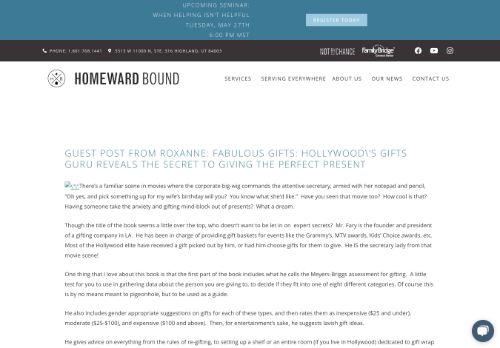 UPCOMING SEMINAR:
WHEN HELPING ISN'T HELPFUL
TUESDAY, MAY 27TH
6:00 PM MST
REGISTER TODAY
PHONE: 1.801.768.1441
5513 W 11000 N, STE. 316 HIGHLAND, UT 84003
NOT BY CHANCE
FamilyBridge
HOMEWARD BOUND
SERVICES
SERVING EVERYWHERE
ABOUT US
OUR NEWS
CONTACT US
GUEST POST FROM ROXANNE: FABULOUS GIFTS: HOLLYWOOD\'S GIFTS
GURU REVEALS THE SECRET TO GIVING THE PERFECT PRESENT
There's a familiar scene in movies where the corporate big-wig commands the attentive secretary, armed with her notepad and pencil,
"Oh yes, and pick something up for my wife's birthday will you? You know what she'd like." Have you seen that movie too? How cool is that?
Having someone take the anxiety and gifting mind-block out of presents? What a dream.
Though the title of the book seems a little over the top, who doesn't want to be let in on expert secrets? Mr. Fary is the founder and president
of a gifting company in LA. He has been in charge of providing gift baskets for events like the Grammy's, MTV awards, Kids' Choice awards, etc.
Most of the Hollywood elite have received a gift picked out by him, or had him choose gifts for them to give. He IS the secretary lady from that
movie scene!
One thing that I love about this book is that the first part of the book includes what he calls the Meyers-Briggs assessment for gifting. A little
test for you to use in gathering data about the person you are giving to, to decide if they fit into one of eight different categories. Of course this
is by no means meant to pigeonhole, but to be used as a guide.
He also includes gender appropriate suggestions on gifts for each of these types, and then rates them as inexpensive ($25 and under),
moderate ($25-$100), and expensive ($100 and above). Then, for entertainment's sake, he suggests lavish gift ideas.
He gives advice on everything from the rules of re-gifting, to setting up a shelf or an entire room (if you live in Hollywood) dedicated to gift wrap